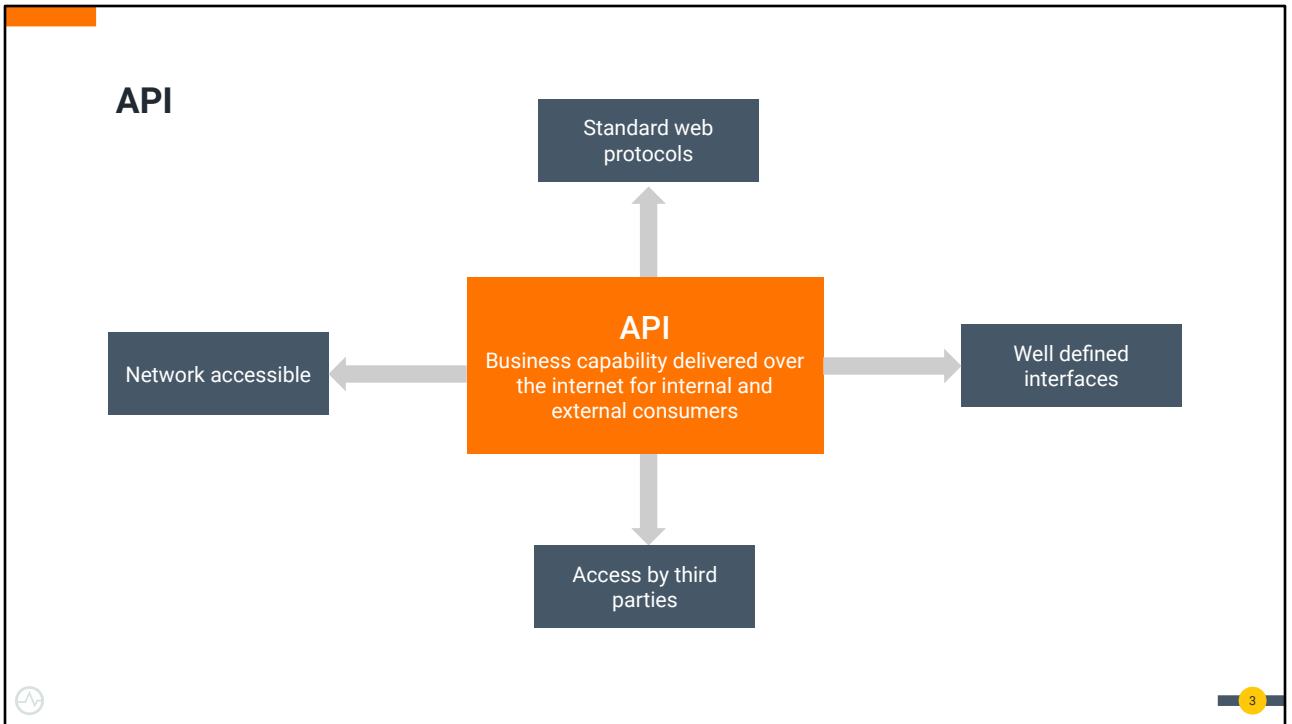 API
Standard web
protocols
API
Business capability delivered over
the internet for internal and
external consumers
Network accessible
Well defined
interfaces
Access by third
parties
3